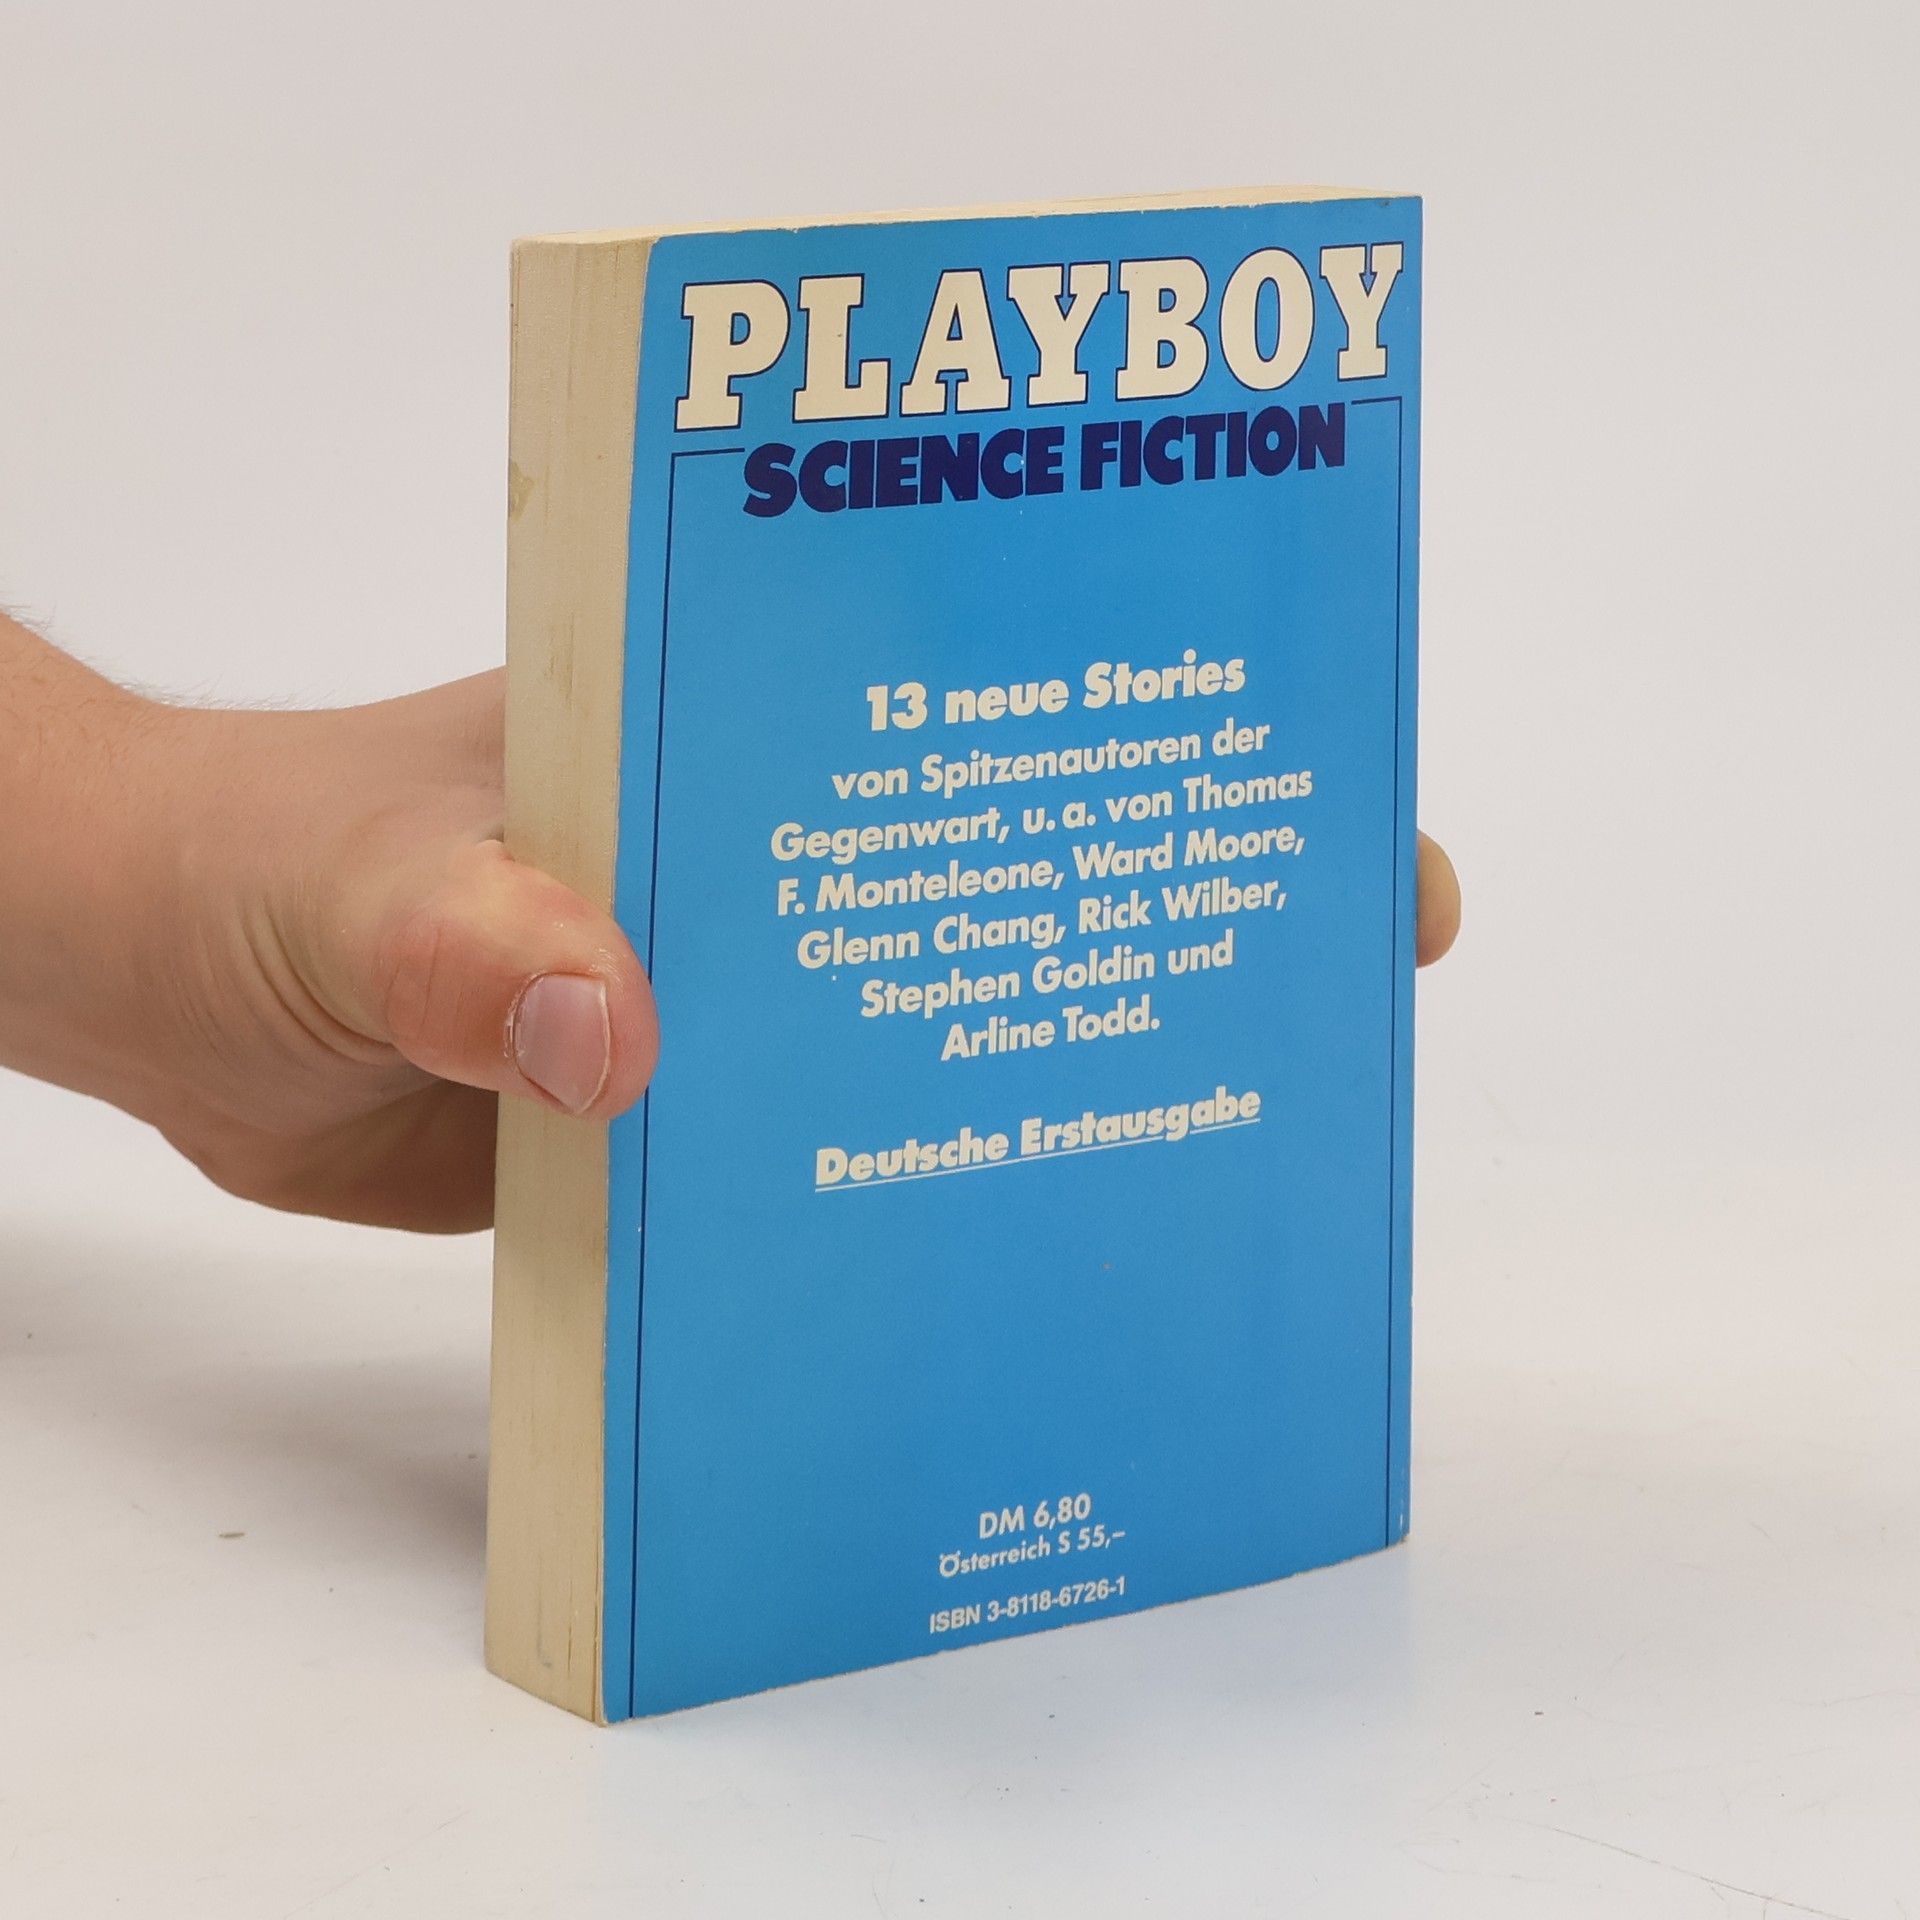 PLAYBOY
SCIENCE FICTION
13 neue Stories
von Spitzenautoren der
Gegenwart, u. a. von Thomas
F. Monteleone, Ward Moore,
Glenn Chang, Rick Wilber,
Stephen Goldin und
Arline Todd.
Deutsche Erstausgabe
DM 6,80
Österreich S 55,–
ISBN 3-8118-6726-1